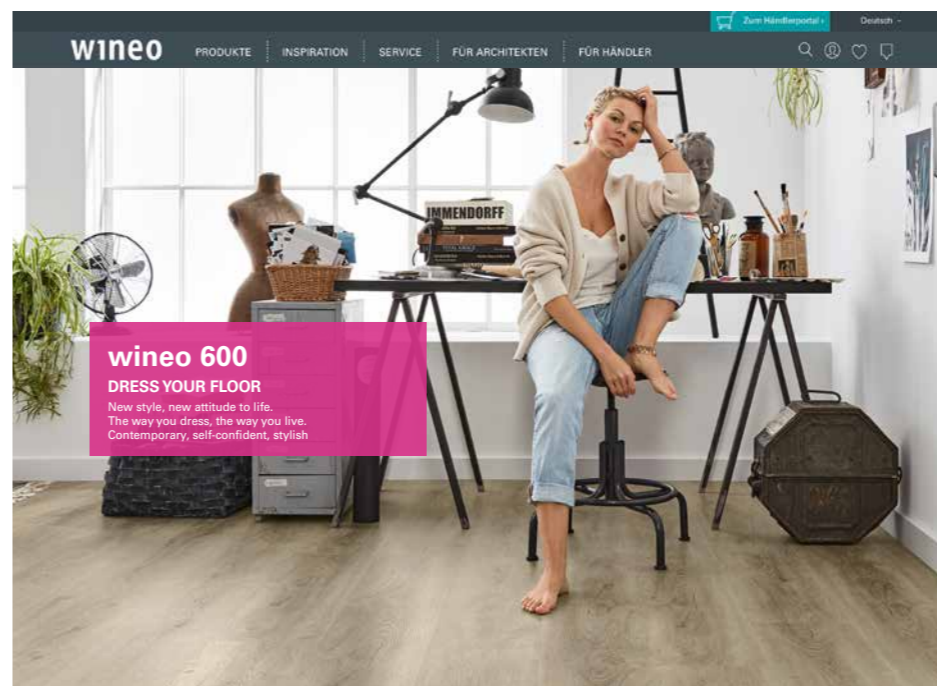 Zum Händlerportal ›
Deutsch
wineo
PRODUKTE
INSPIRATION
SERVICE
FÜR ARCHITEKTEN
FÜR HÄNDLER
IMMENDORFF
wineo 600
DRESS YOUR FLOOR
New style, new attitude to life.
The way you dress, the way you live.
Contemporary, self-confident, stylish